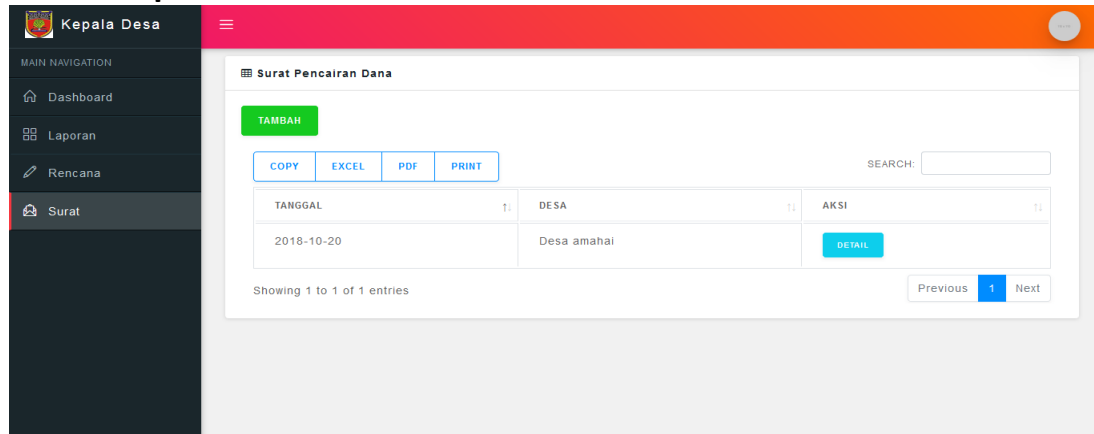 Kepala Desa
MAIN NAVIGATION
Dashboard
Laporan
Rencana
Surat
Surat Pencairan Dana
TAMBAH
COPY EXCEL PDF PRINT
SEARCH:
TANGGAL DESA AKSI
2018-10-20 Desa amahai DETAIL
Showing 1 to 1 of 1 entries
Previous 1 Next